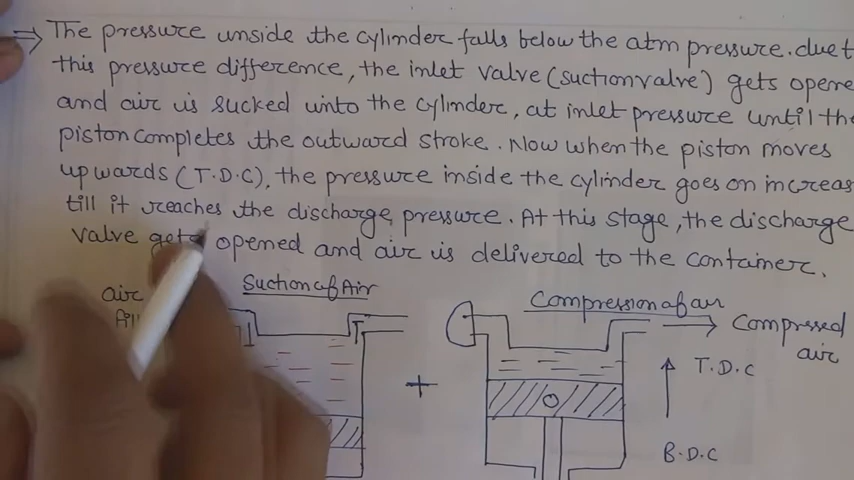 ⇒ The pressure inside the cylinder falls below the atm pressure. due t
this pressure difference, the inlet valve (suction valve) gets opene
and air is sucked into the cylinder, at inlet pressure until the
piston completes the outward stroke. Now when the piston moves
upwards (T.D.C), the pressure inside the cylinder goes on increas
till it reaches the discharge pressure. At this stage, the discharge
valve gets opened and air is delivered to the container.
air
Suction of Air
Compression of air
Compressed
air
+
T.D.C
B.D.C